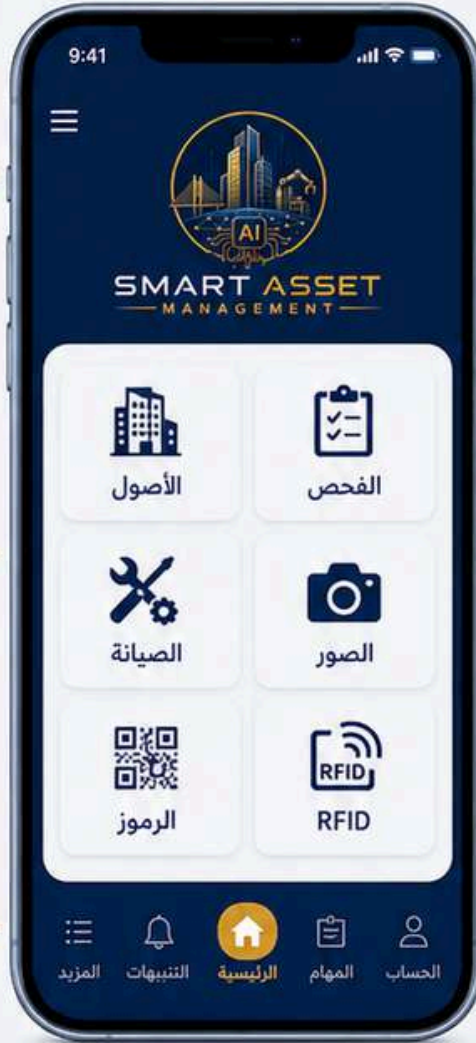 9:41
AI
SMART ASSET
MANAGEMENT
الأصول
الفحص
الصيانة
الصور
الرموز
RFID
RFID
المزيد
التنبيهات
الرئيسية
المهام
الحساب